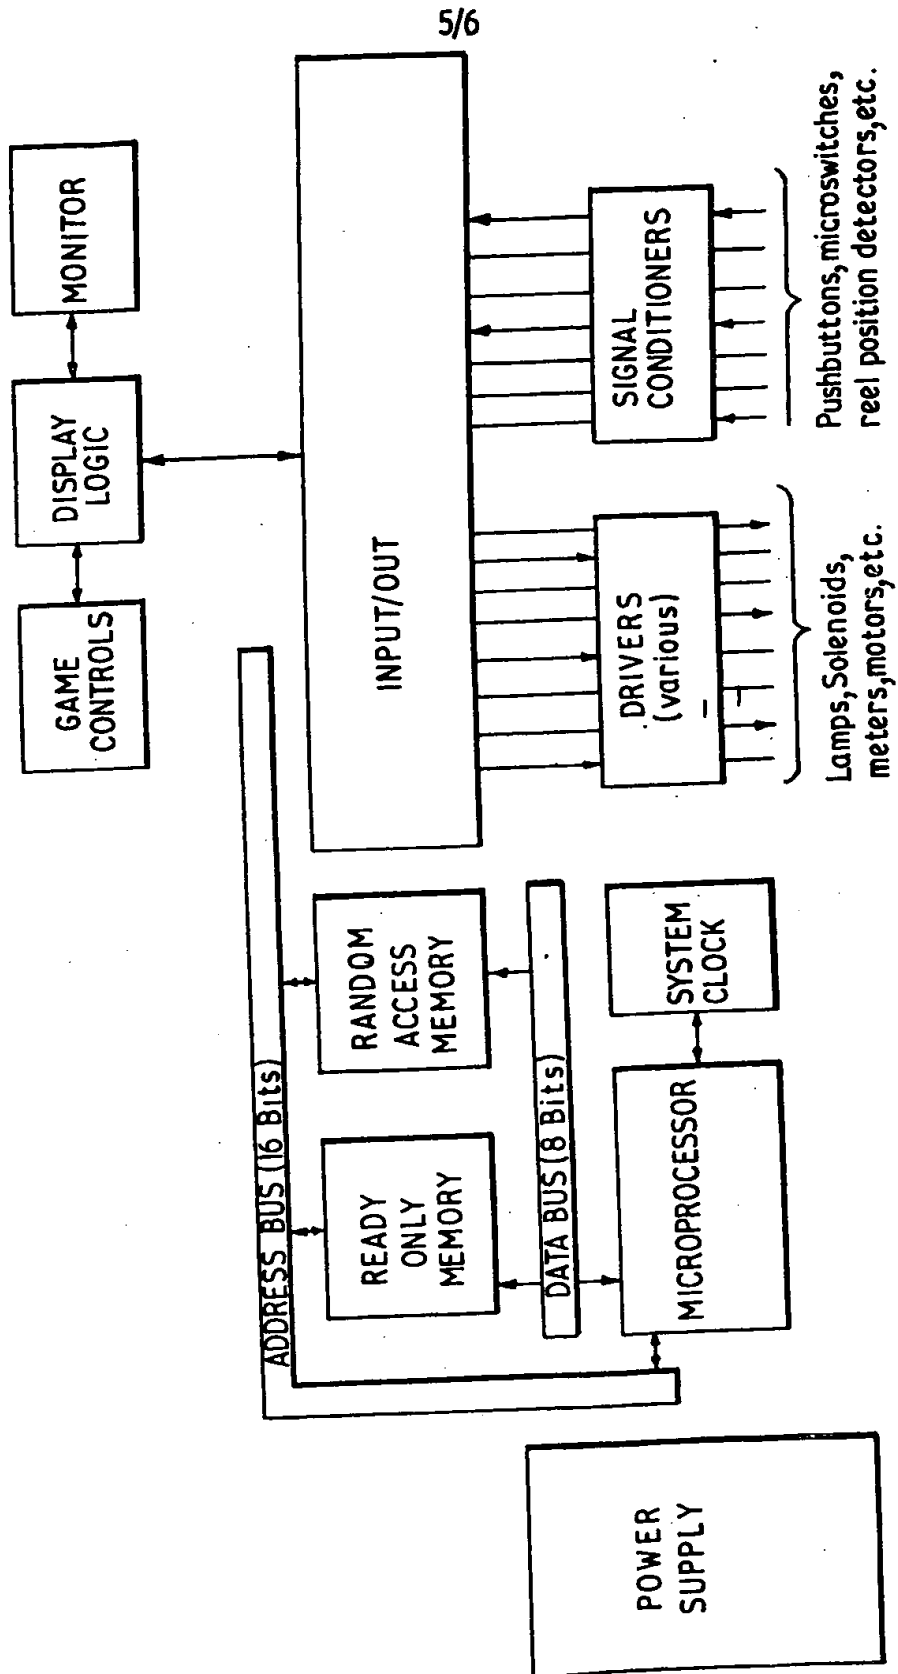 5/6
GAME
CONTROLS
DISPLAY
LOGIC
MONITOR
ADDRESS BUS (16 Bits)
READY
ONLY
MEMORY
RANDOM
ACCESS
MEMORY
INPUT/OUT
DATA BUS (8 Bits)
MICROPROCESSOR
SYSTEM
CLOCK
DRIVERS
(various)
SIGNAL
CONDITIONERS
POWER
SUPPLY
Lamps, Solenoids,
meters, motors, etc.
Pushbuttons, microswitches,
reel position detectors, etc.